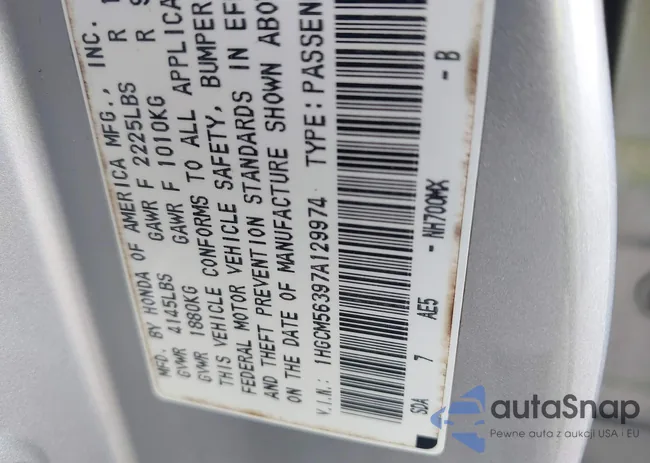 MFD. BY HONDA OF AMERICA MFG., INC.
GVWR 4145LBS GAWR F 2225LBS R
GVWR 1880KG GAWR F 1010KG R
THIS VEHICLE CONFORMS TO ALL APPLICA
FEDERAL MOTOR VEHICLE SAFETY, BUMPER
AND THEFT PREVENTION STANDARDS IN EF
ON THE DATE OF MANUFACTURE SHOWN ABO
V.I.N.: 1HGCM56397A129974 TYPE: PASSEN
SDA 7 AE5 - NH700MX - B
autaSnap
Pewne auta z aukcji USA i EU